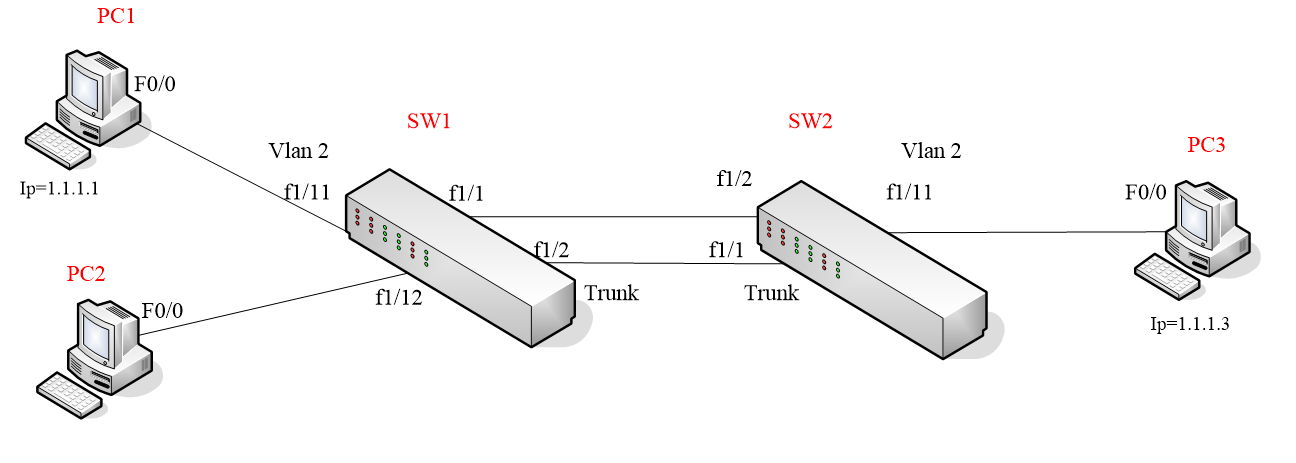 PC1
F0/0
Ip=1.1.1.1
PC2
F0/0
SW1
Vlan 2
f1/11
f1/1
f1/2
f1/12
Trunk
SW2
f1/2
f1/1
Trunk
Vlan 2
f1/11
PC3
F0/0
Ip=1.1.1.3